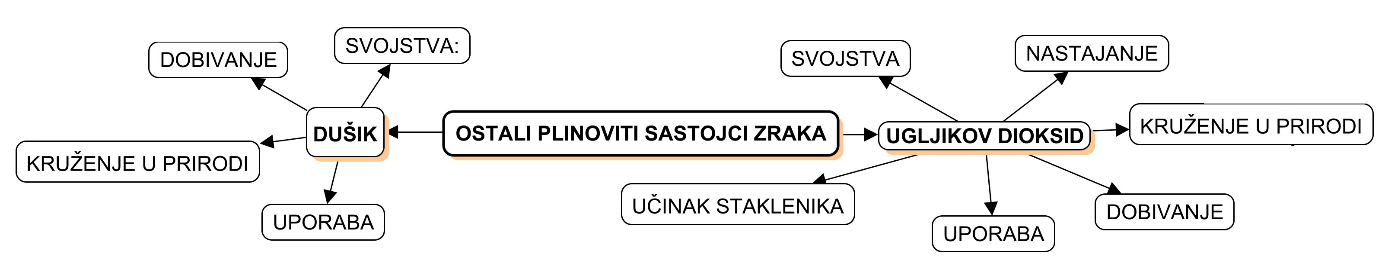 SVOJSTVA:
DOBIVANJE
DUŠIK
KRUŽENJE U PRIRODI
UPORABA
OSTALI PLINOVITI SASTOJCI ZRAKA
SVOJSTVA
NASTAJANJE
UGLJIKOV DIOKSID
KRUŽENJE U PRIRODI
UČINAK STAKLENIKA
UPORABA
DOBIVANJE